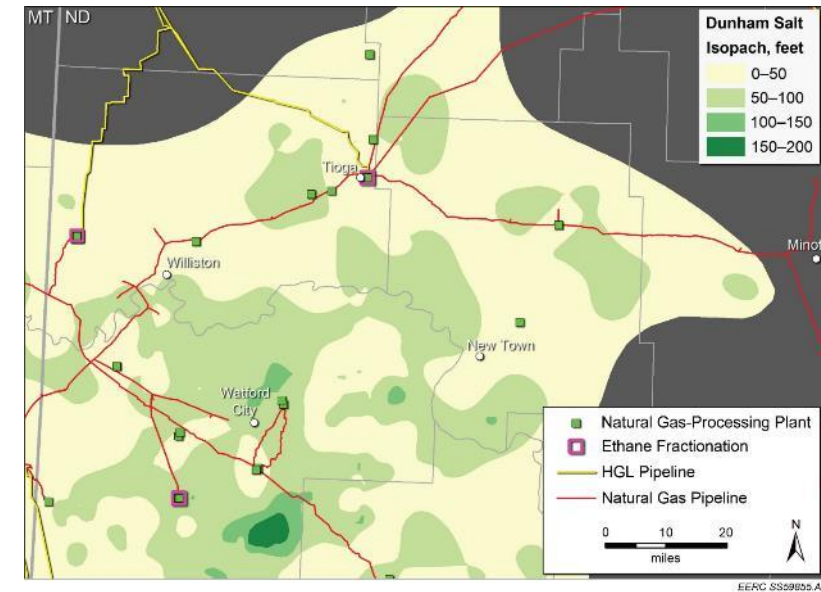 MT ND
Dunham Salt
Isopach, feet
0–50
50–100
100–150
150–200
Tioga
Minot
Williston
New Town
Watford
City
Natural Gas-Processing Plant
Ethane Fractionation
HGL Pipeline
Natural Gas Pipeline
0 10 20
miles
N
EERC SS59655.A